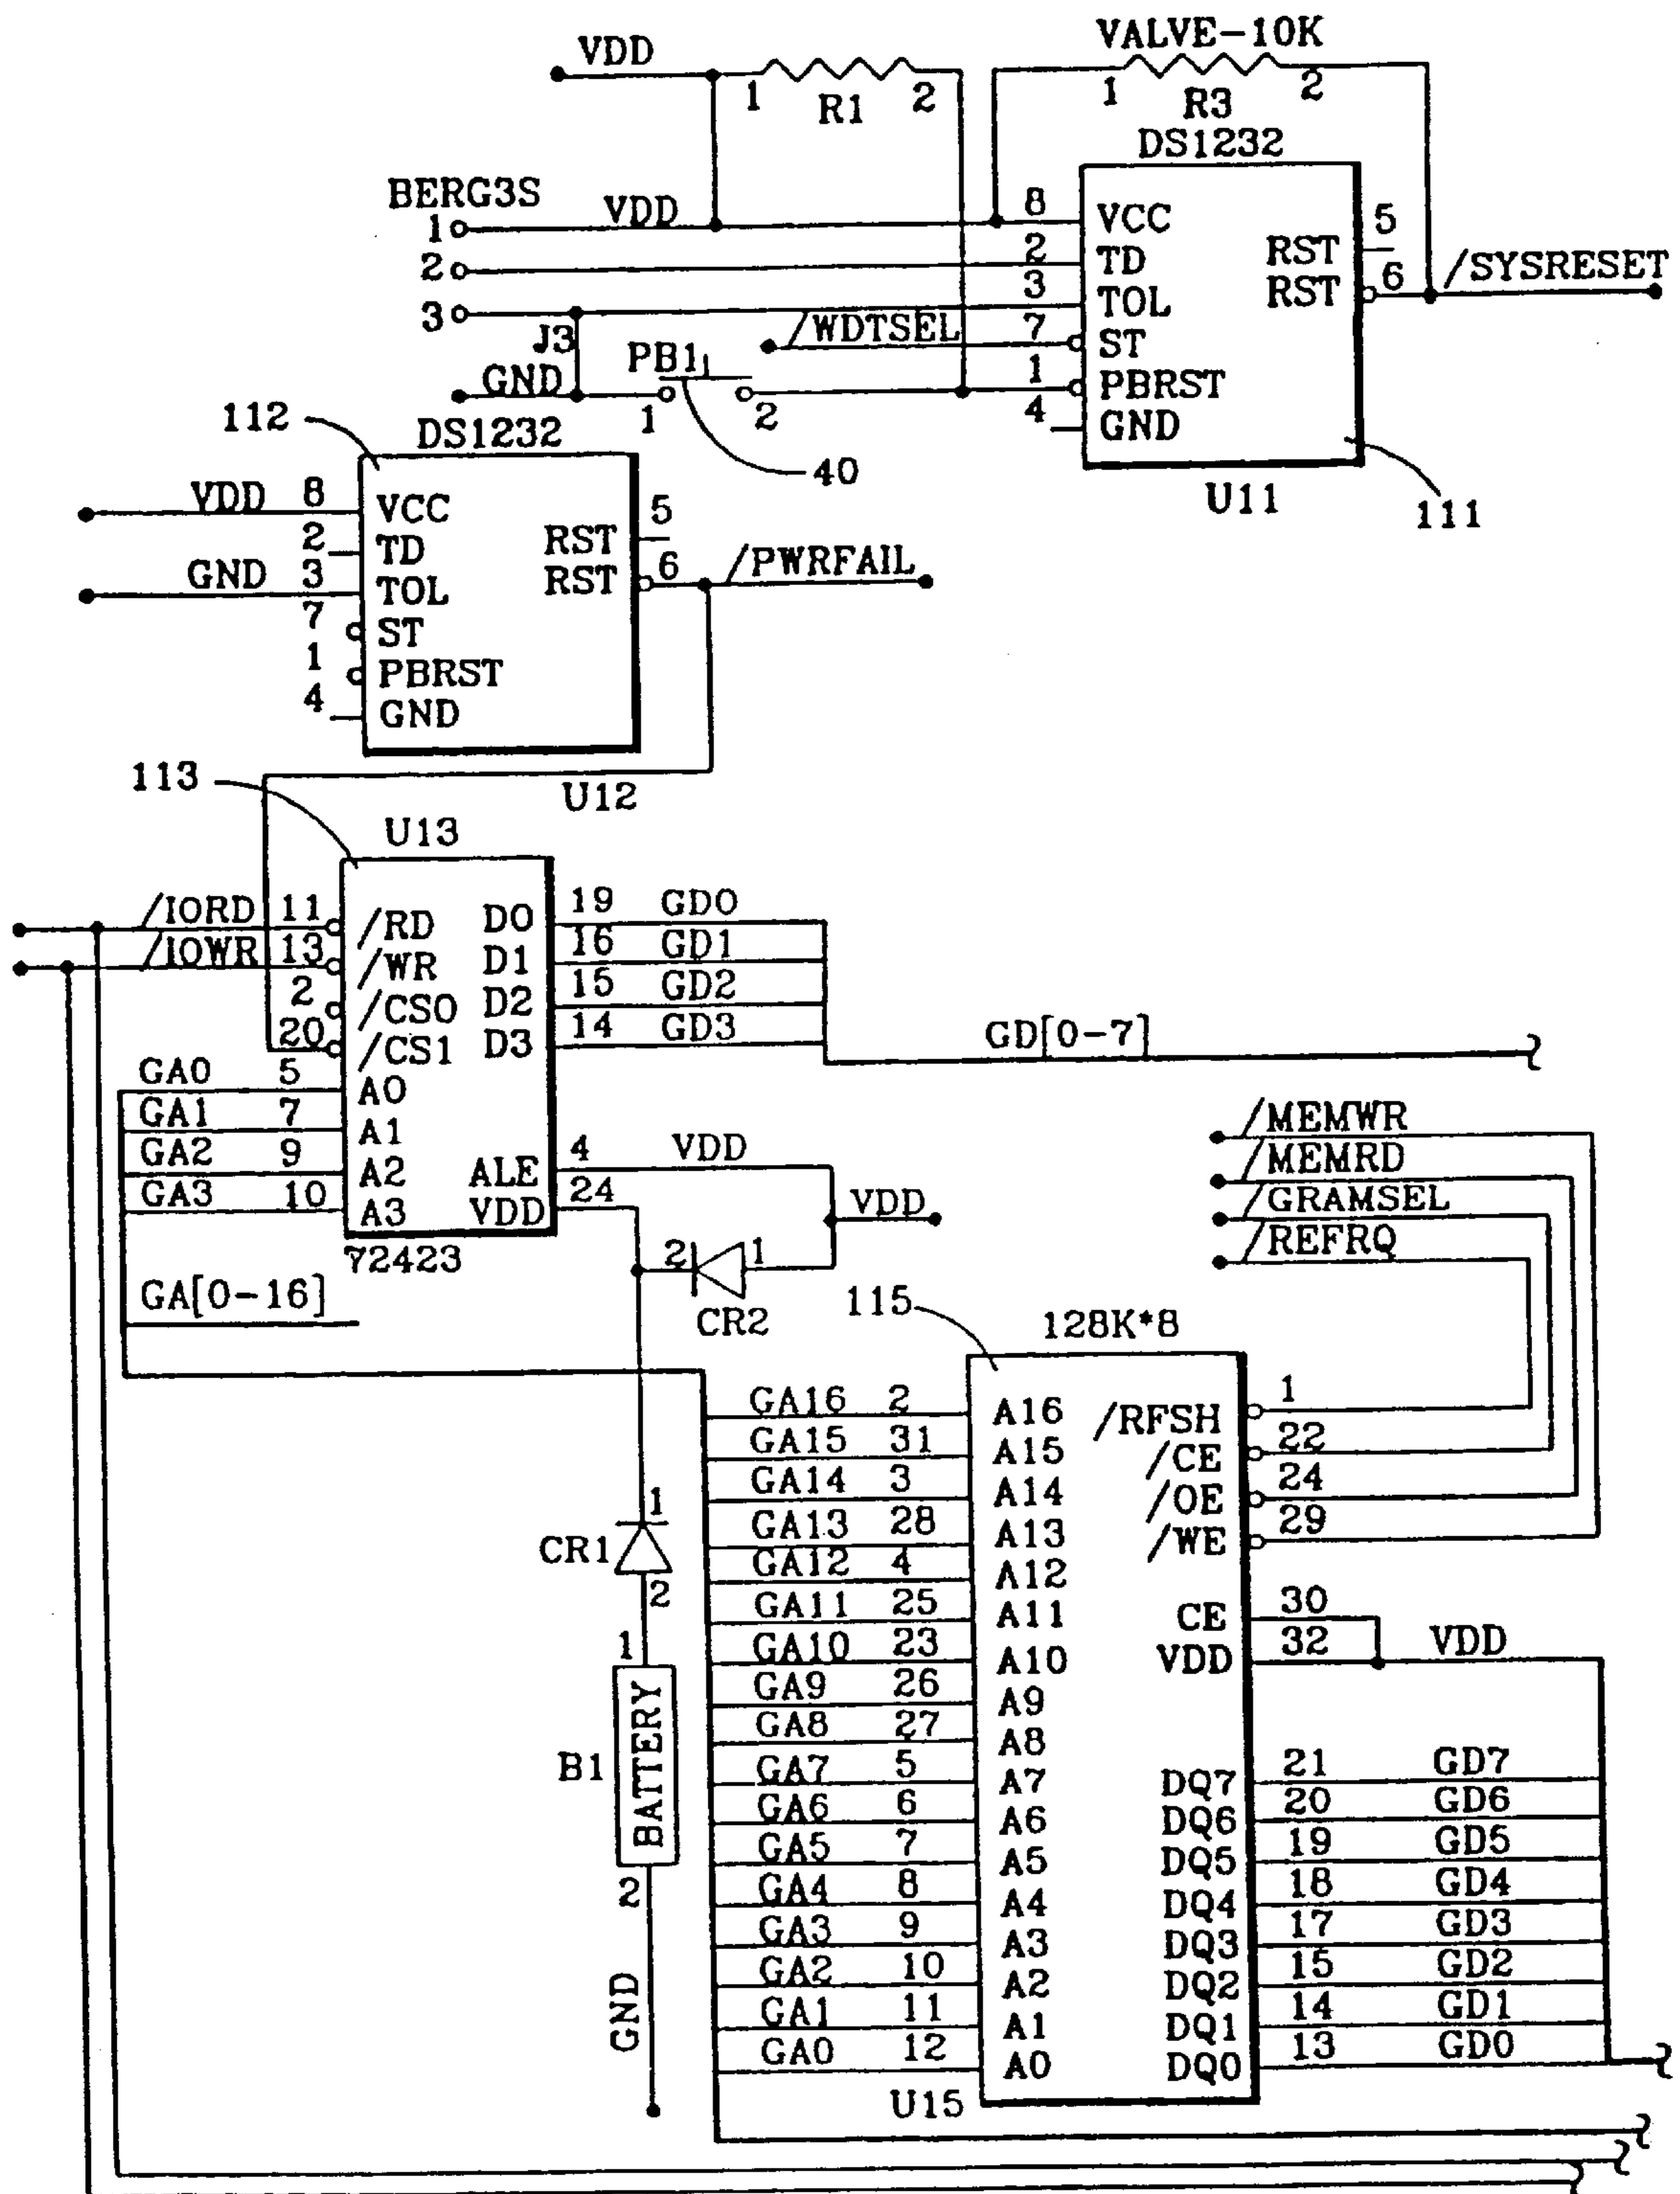 VDD
VALVE-10K
1 R1 2
1 R3 2
DS1232
BERG3S
1 VDD 8 VCC
2 2 TD RST 5
3 3 TOL RST 6 /SYSRESET
J3 /WDTSEL 7 ST
GND PB1 1 PBRST
1 2 4 GND
40
U11
111
112
DS1232
VDD 8 VCC
2 TD RST 5
GND 3 TOL RST 6 /PWRFAIL
7 ST
1 PBRST
4 GND
U12
113
U13
/IORD 11 /RD D0 19 GD0
/IOWR 13 /WR D1 16 GD1
2 /CS0 D2 15 GD2
20 /CS1 D3 14 GD3
GD[0-7]
GA0 5 A0
GA1 7 A1
GA2 9 A2 ALE 4 VDD
GA3 10 A3 VDD 24 VDD
72423
2 1
CR2
GA[0-16]
/MEMWR
/MEMRD
/GRAMSEL
/REFRQ
115
128K*8
GA16 2 A16 /RFSH 1
GA15 31 A15 /CE 22
GA14 3 A14 /OE 24
GA13 28 A13 /WE 29
GA12 4 A12
GA11 25 A11 CE 30
GA10 23 A10 VDD 32 VDD
GA9 26 A9
GA8 27 A8
GA7 5 A7 DQ7 21 GD7
GA6 6 A6 DQ6 20 GD6
GA5 7 A5 DQ5 19 GD5
GA4 8 A4 DQ4 18 GD4
GA3 9 A3 DQ3 17 GD3
GA2 10 A2 DQ2 15 GD2
GA1 11 A1 DQ1 14 GD1
GA0 12 A0 DQ0 13 GD0
U15
1
CR1
2
1
B1 BATTERY
2
GND